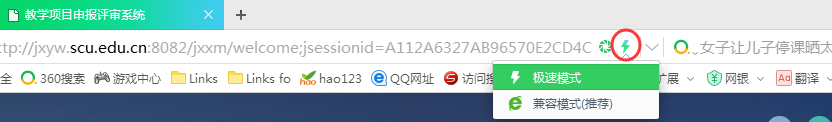 教学项目申报评审系统
ttp://jxyw.scu.edu.cn:8082/jxxm/welcome;jsessionid=A112A6327AB96570E2CD4C
女子让儿子停课晒太
全 360搜索 游戏中心 Links Links fo hao123 QQ网址 访问搜 扩展 网银 翻译
极速模式
兼容模式(推荐)